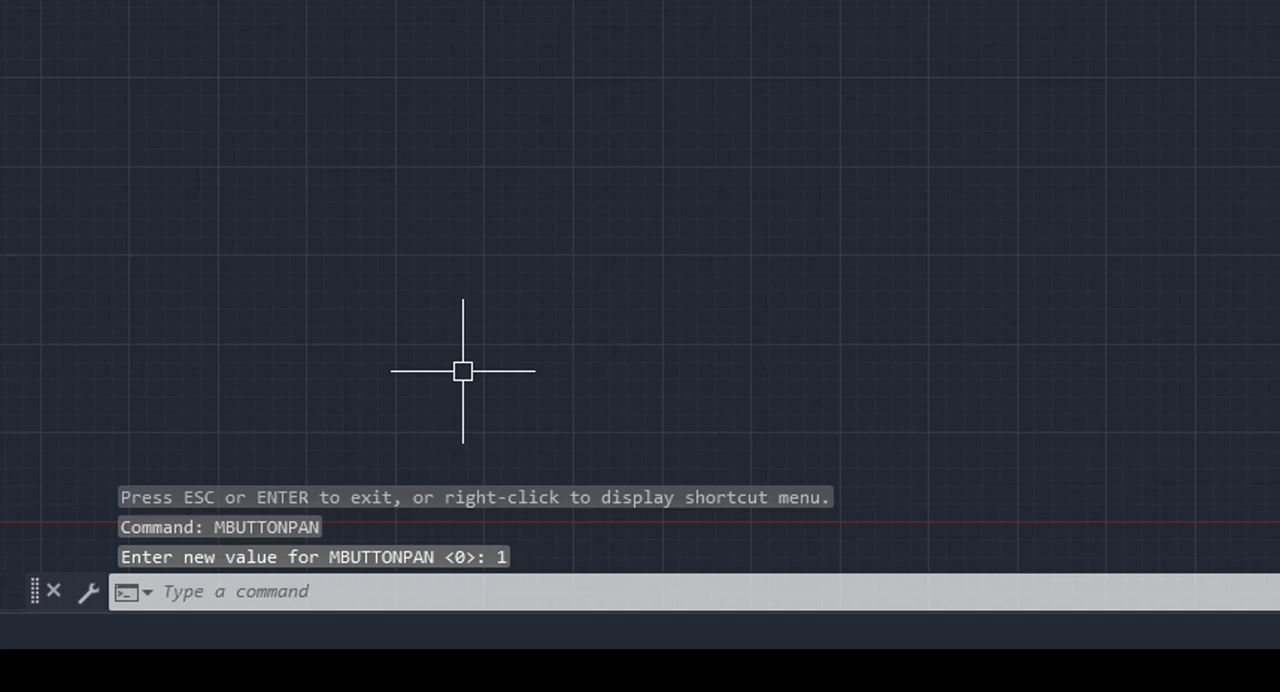 Press ESC or ENTER to exit, or right-click to display shortcut menu.
Command: MBUTTONPAN
Enter new value for MBUTTONPAN <0>: 1
Type a command